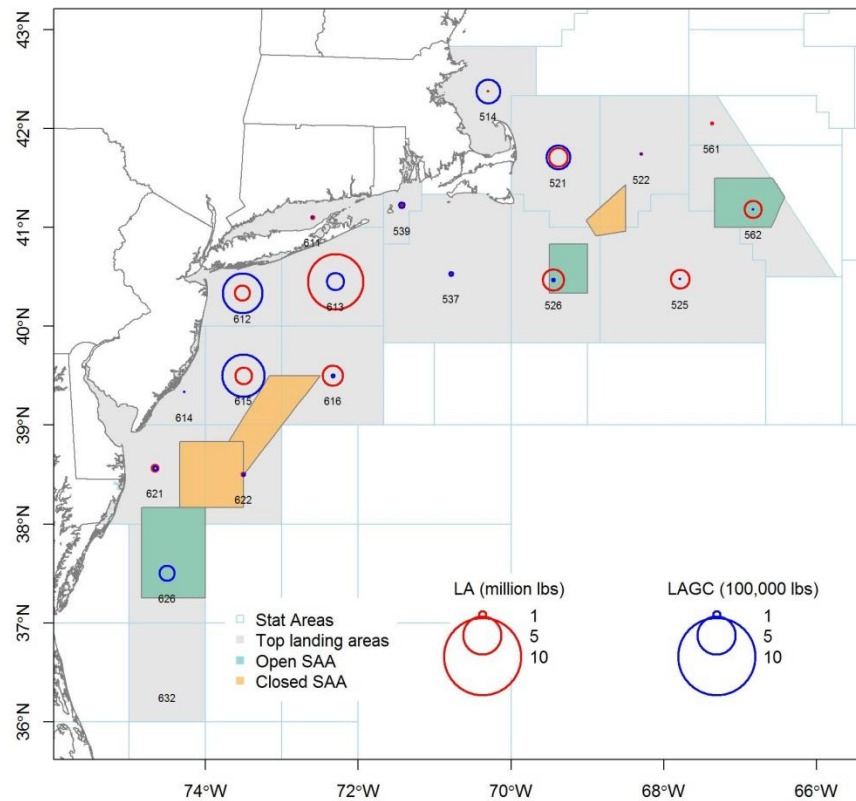 43°N
42°N
41°N
40°N
39°N
38°N
37°N
36°N
514
521
522
561
562
611
539
537
526
525
612
613
614
615
616
621
622
626
632
Stat Areas
Top landing areas
Open SAA
Closed SAA
LA (million lbs)
1
5
10
LAGC (100,000 lbs)
1
5
10
74°W
72°W
70°W
68°W
66°W